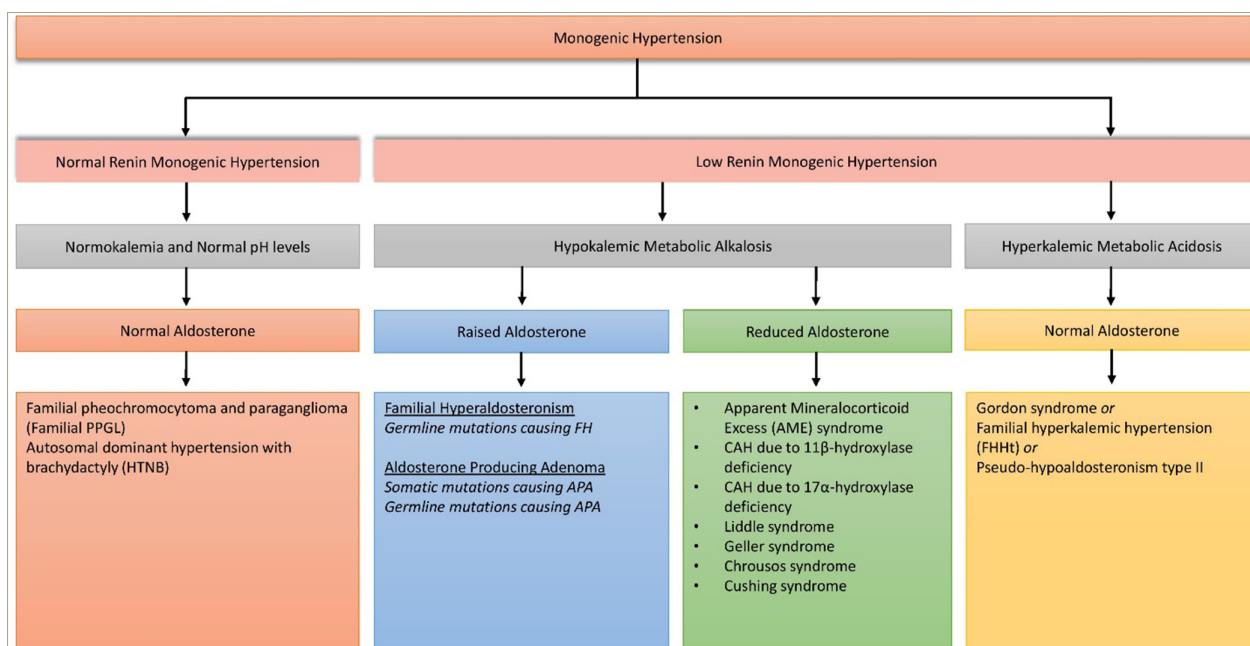 Monogenic Hypertension
Normal Renin Monogenic Hypertension
Low Renin Monogenic Hypertension
Normokalemia and Normal pH levels
Hypokalemic Metabolic Alkalosis
Hyperkalemic Metabolic Acidosis
Normal Aldosterone
Raised Aldosterone
Reduced Aldosterone
Normal Aldosterone
Familial pheochromocytoma and paraganglioma
(Familial PPGL)
Autosomal dominant hypertension with
brachydactyly (HTNB)
Familial Hyperaldosteronism
Germline mutations causing FH
Aldosterone Producing Adenoma
Somatic mutations causing APA
Germline mutations causing APA
• Apparent Mineralocorticoid
Excess (AME) syndrome
• CAH due to 11β-hydroxylase
deficiency
• CAH due to 17α-hydroxylase
deficiency
• Liddle syndrome
• Geller syndrome
• Chrousos syndrome
• Cushing syndrome
Gordon syndrome or
Familial hyperkalemic hypertension
(FHHt) or
Pseudo-hypoaldosteronism type II